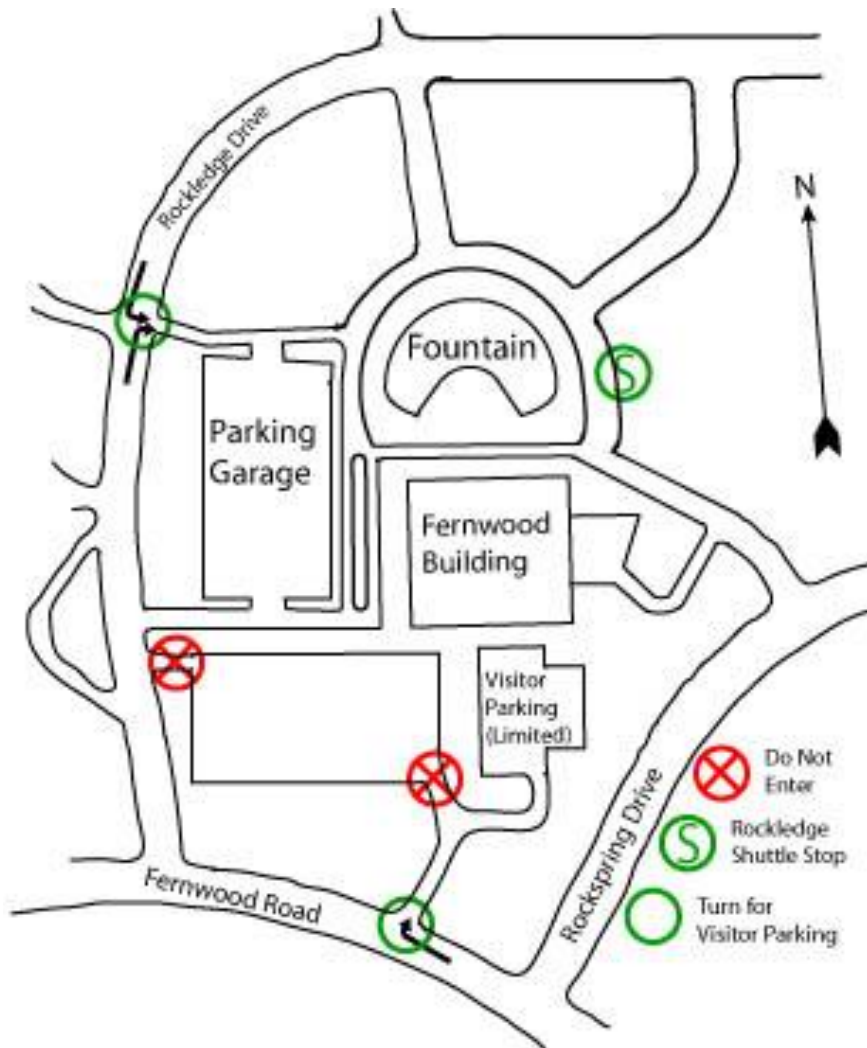 Rockledge Drive
N
Fountain
S
Parking
Garage
Fernwood
Building
Visitor
Parking
(Limited)
Do Not
Enter
S
Rockledge
Shuttle Stop
Turn for
Visitor Parking
Rockspring Drive
Fernwood Road